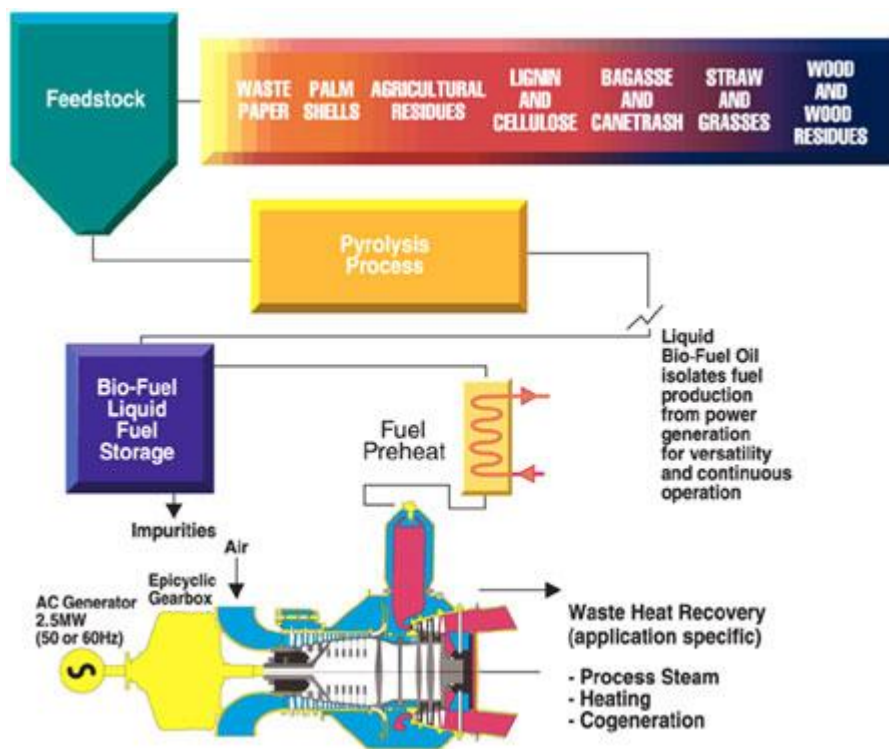 Feedstock
WASTE
PAPER
PALM
SHELLS
AGRICULTURAL
RESIDUES
LIGNIN
AND
CELLULOSE
BAGASSE
AND
CANETRASH
STRAW
AND
GRASSES
WOOD
AND
WOOD
RESIDUES
Pyrolysis
Process
Liquid
Bio-Fuel Oil
isolates fuel
production
from power
generation
for versatility
and continuous
operation
Bio-Fuel
Liquid
Fuel
Storage
Fuel
Preheat
Impurities
Air
Epicyclic
Gearbox
AC Generator
2.5MW
(50 or 60Hz)
Waste Heat Recovery
(application specific)
- Process Steam
- Heating
- Cogeneration